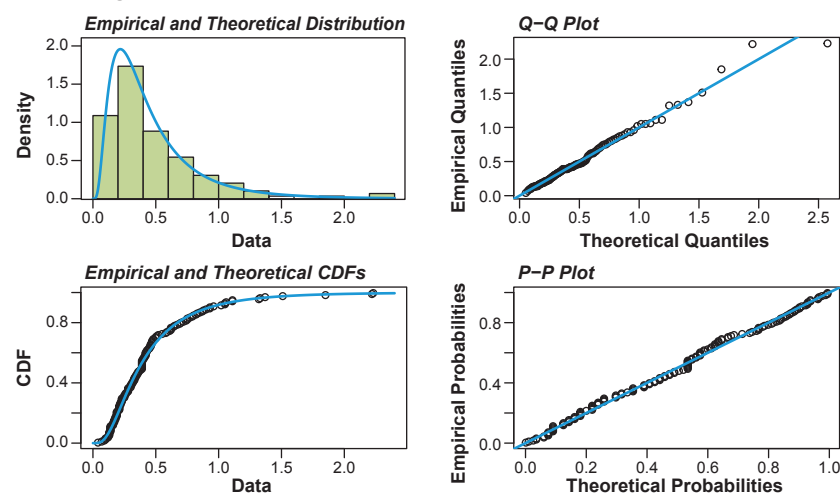 Empirical and Theoretical Distribution
Density
2.0
1.5
1.0
0.5
0.0
0.0 0.5 1.0 1.5 2.0
Data
Q−Q Plot
Empirical Quantiles
2.0
1.5
1.0
0.5
0.0
0.0 0.5 1.0 1.5 2.0 2.5
Theoretical Quantiles
Empirical and Theoretical CDFs
CDF
0.8
0.4
0.0
0.0 0.5 1.0 1.5 2.0
Data
P−P Plot
Empirical Probabilities
0.8
0.4
0.0
0.0 0.2 0.4 0.6 0.8 1.0
Theoretical Probabilities